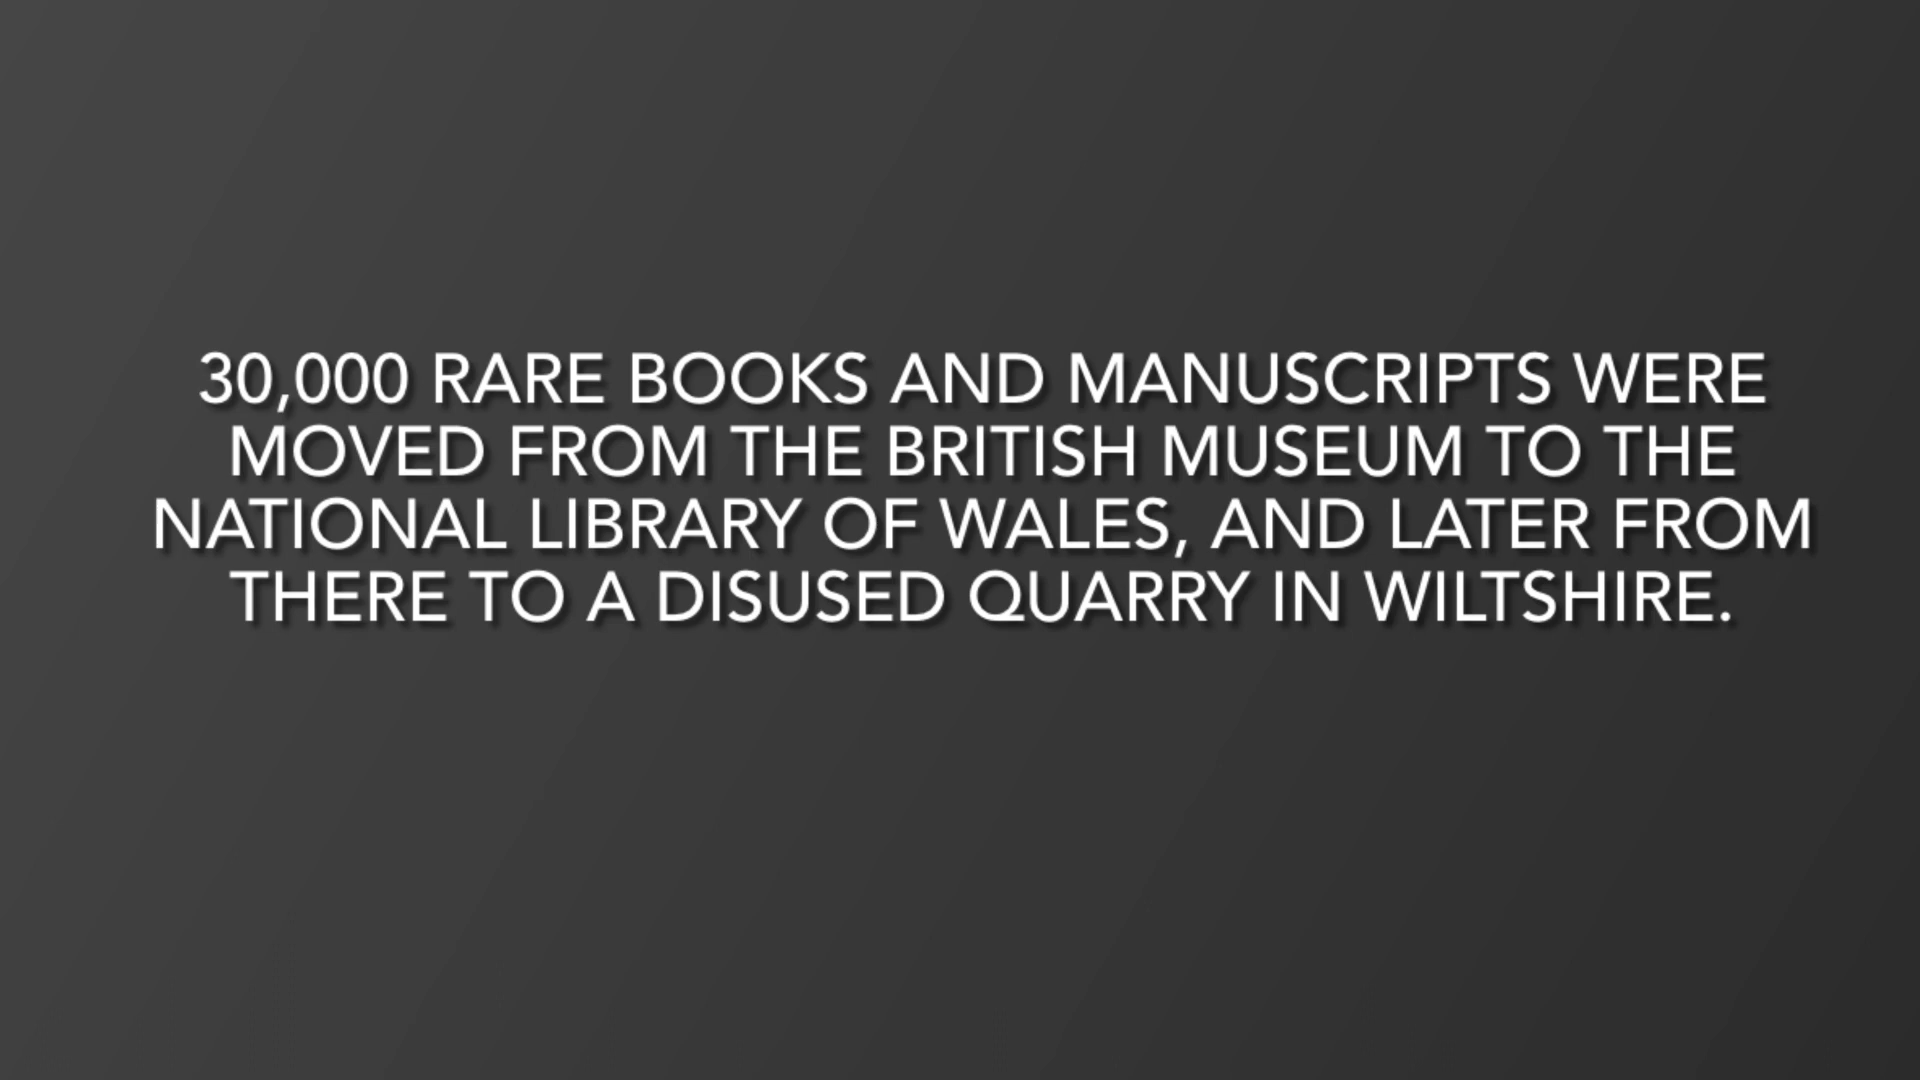 30,000 RARE BOOKS AND MANUSCRIPTS WERE
MOVED FROM THE BRITISH MUSEUM TO THE
NATIONAL LIBRARY OF WALES, AND LATER FROM
THERE TO A DISUSED QUARRY IN WILTSHIRE.